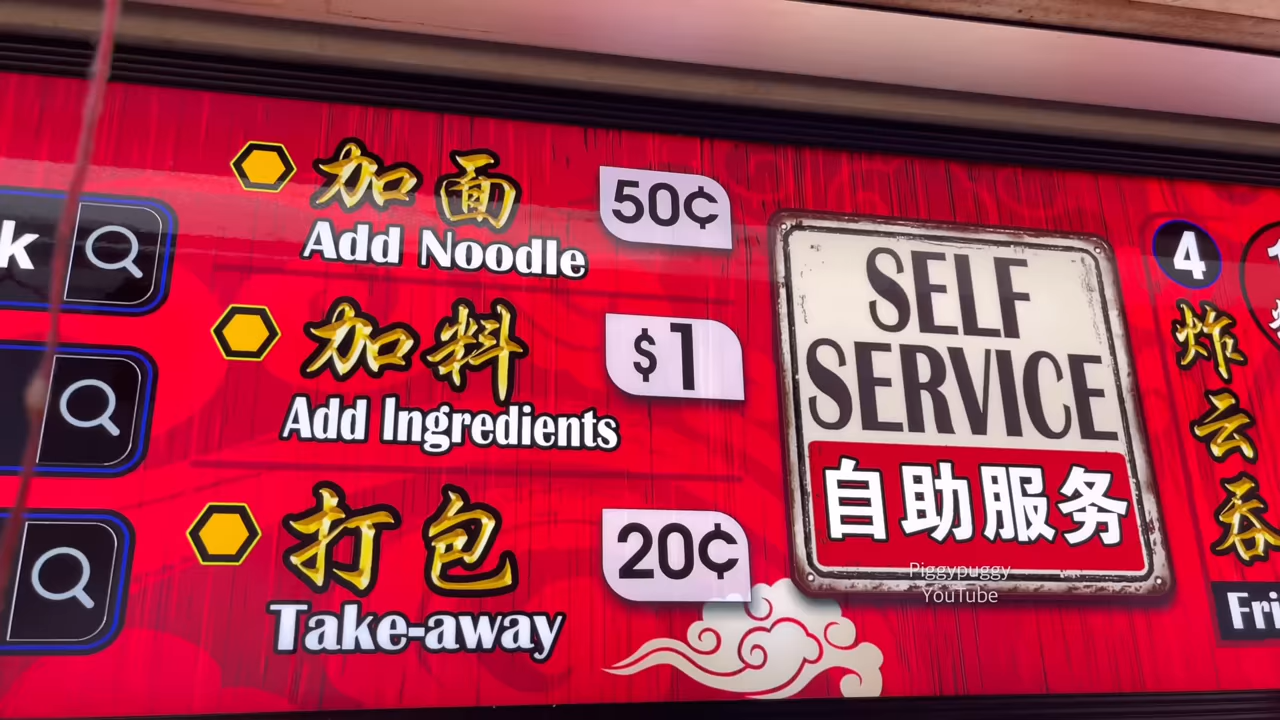 加面
Add Noodle
50¢
加料
Add Ingredients
$1
打包
Take-away
20¢
SELF
SERVICE
自助服务
Piggypuggy
YouTube
k
4
炸云吞
Fri